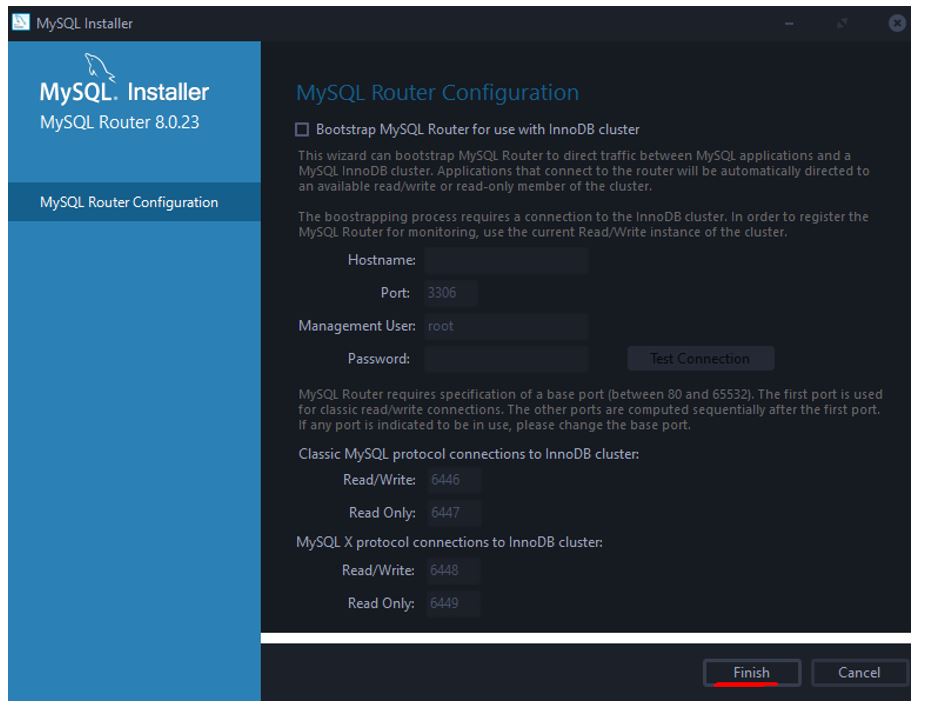 MySQL Installer
MySQL. Installer
MySQL Router 8.0.23
MySQL Router Configuration
MySQL Router Configuration
Bootstrap MySQL Router for use with InnoDB cluster
This wizard can bootstrap MySQL Router to direct traffic between MySQL applications and a
MySQL InnoDB cluster. Applications that connect to the router will be automatically directed to
an available read/write or read-only member of the cluster.
The boostrapping process requires a connection to the InnoDB cluster. In order to register the
MySQL Router for monitoring, use the current Read/Write instance of the cluster.
Hostname:
Port: 3306
Management User: root
Password: Test Connection
MySQL Router requires specification of a base port (between 80 and 65532). The first port is used
for classic read/write connections. The other ports are computed sequentially after the first port.
If any port is indicated to be in use, please change the base port.
Classic MySQL protocol connections to InnoDB cluster:
Read/Write: 6446
Read Only: 6447
MySQL X protocol connections to InnoDB cluster:
Read/Write: 6448
Read Only: 6449
Finish Cancel